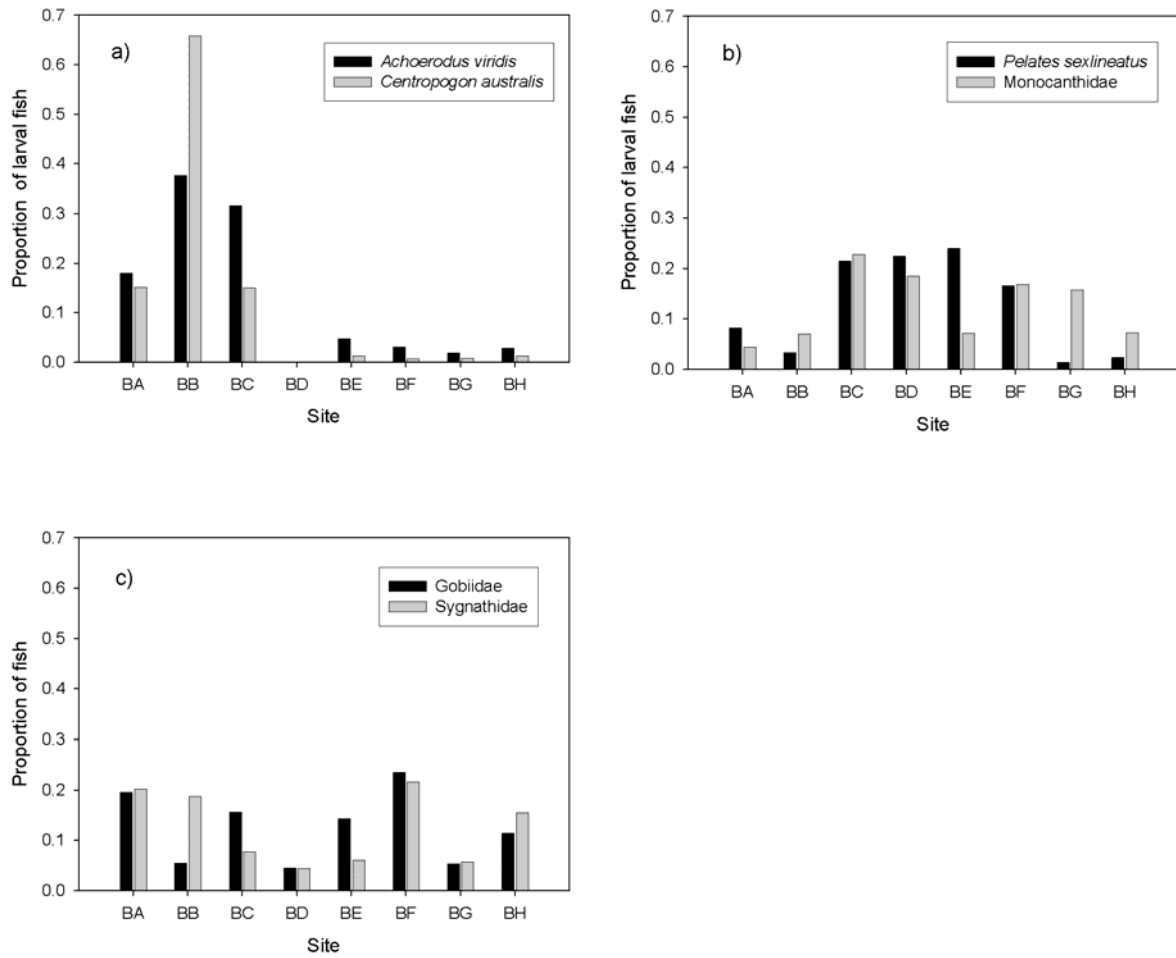 a)
Achoerodus viridis
Centropogon australis
Proportion of larval fish
0.7
0.6
0.5
0.4
0.3
0.2
0.1
0.0
BA BB BC BD BE BF BG BH
Site
b)
Pelates sexlineatus
Monocanthidae
Proportion of larval fish
0.7
0.6
0.5
0.4
0.3
0.2
0.1
0.0
BA BB BC BD BE BF BG BH
Site
c)
Gobiidae
Sygnathidae
Proportion of fish
0.7
0.6
0.5
0.4
0.3
0.2
0.1
0.0
BA BB BC BD BE BF BG BH
Site